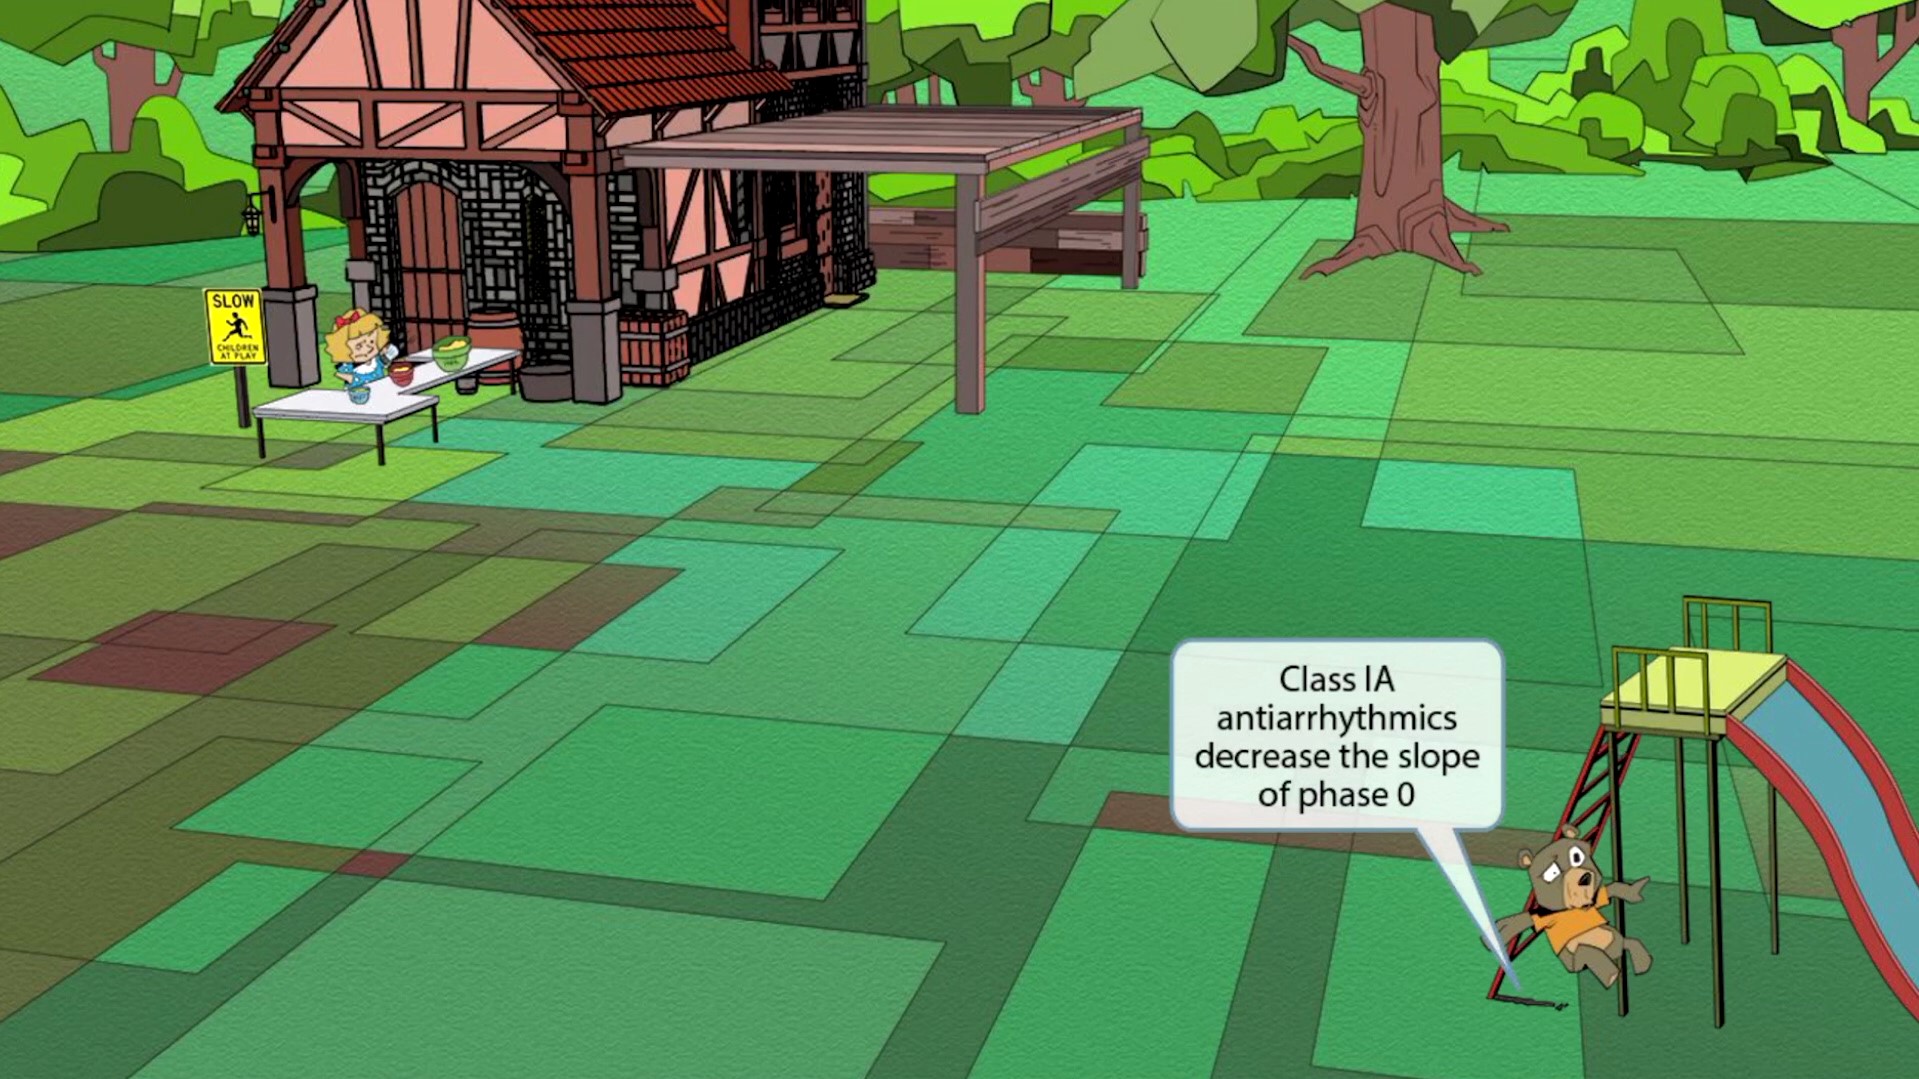 SLOW
CHILDREN
AT PLAY
Class IA
antiarrhythmics
decrease the slope
of phase 0